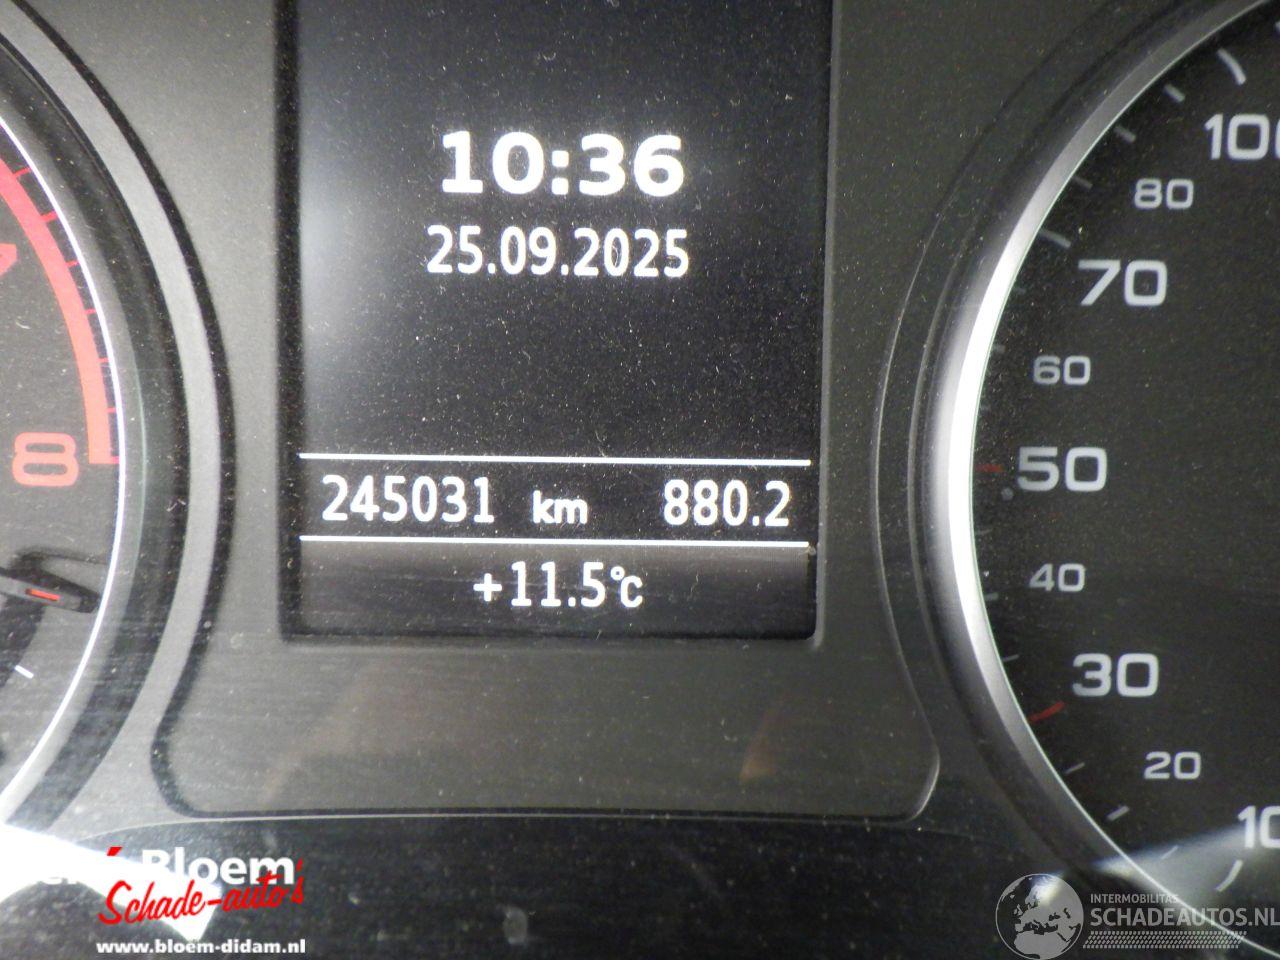 10:36
25.09.2025
245031 km 880.2
+11.5°C
8
80
70
60
50
40
30
20
Bloem
Schade-auto's
www.bloem-didam.nl
INTERMOBILITAS
SCHADEAUTOS.NL